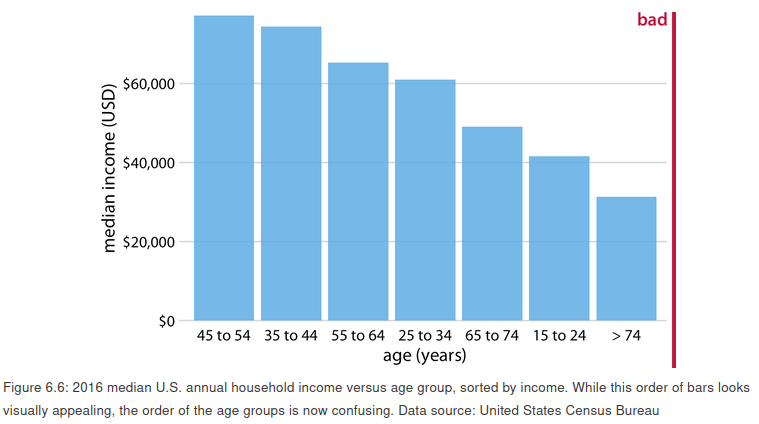 bad
median income (USD)
$60,000
$40,000
$20,000
$0
45 to 54 35 to 44 55 to 64 25 to 34 65 to 74 15 to 24 > 74
age (years)
Figure 6.6: 2016 median U.S. annual household income versus age group, sorted by income. While this order of bars looks
visually appealing, the order of the age groups is now confusing. Data source: United States Census Bureau